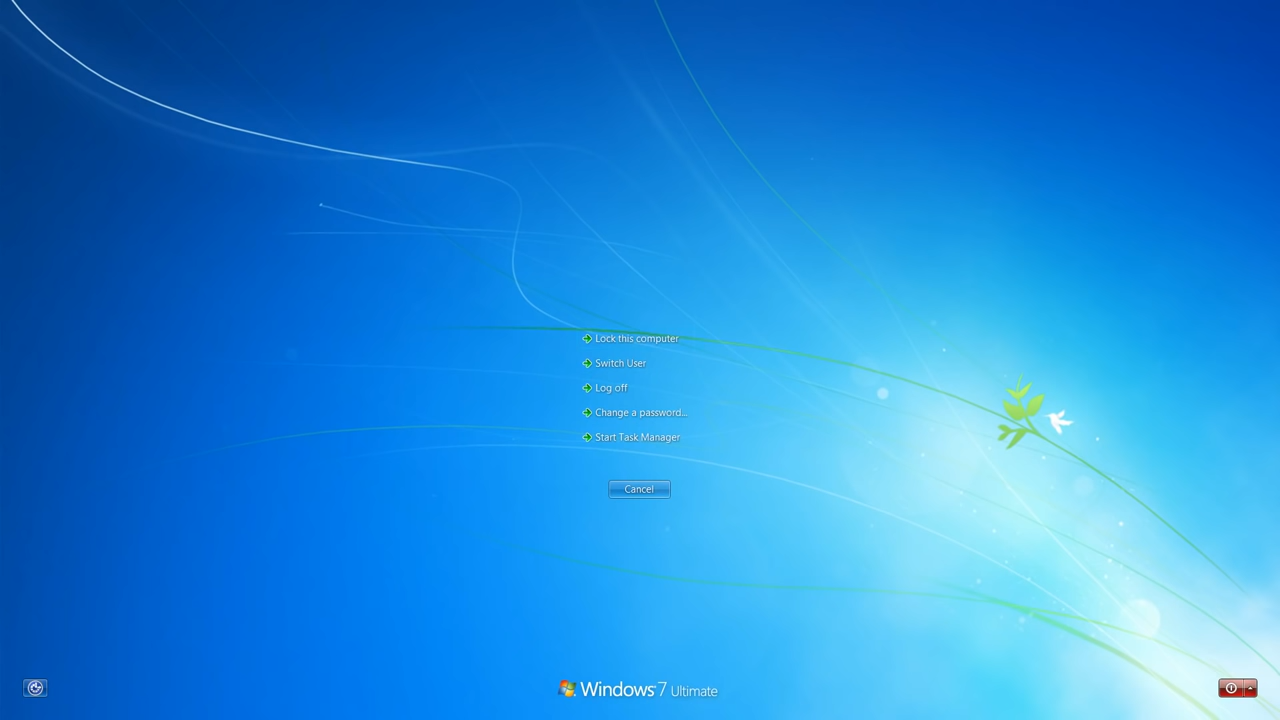 Lock this computer
Switch User
Log off
Change a password...
Start Task Manager
Cancel
Windows 7 Ultimate